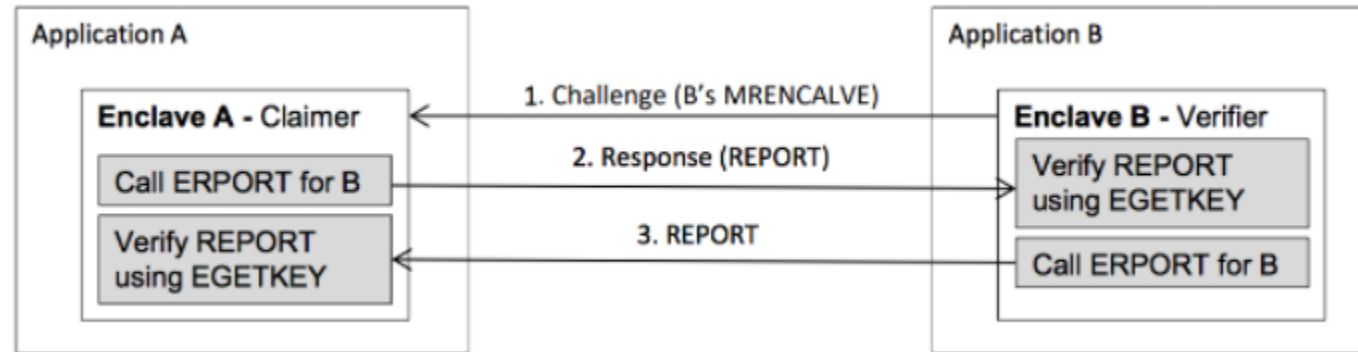 Application A
Enclave A - Claimer
Call ERPORT for B
Verify REPORT
using EGETKEY
1. Challenge (B's MRENCALVE)
2. Response (REPORT)
3. REPORT
Application B
Enclave B - Verifier
Verify REPORT
using EGETKEY
Call ERPORT for B